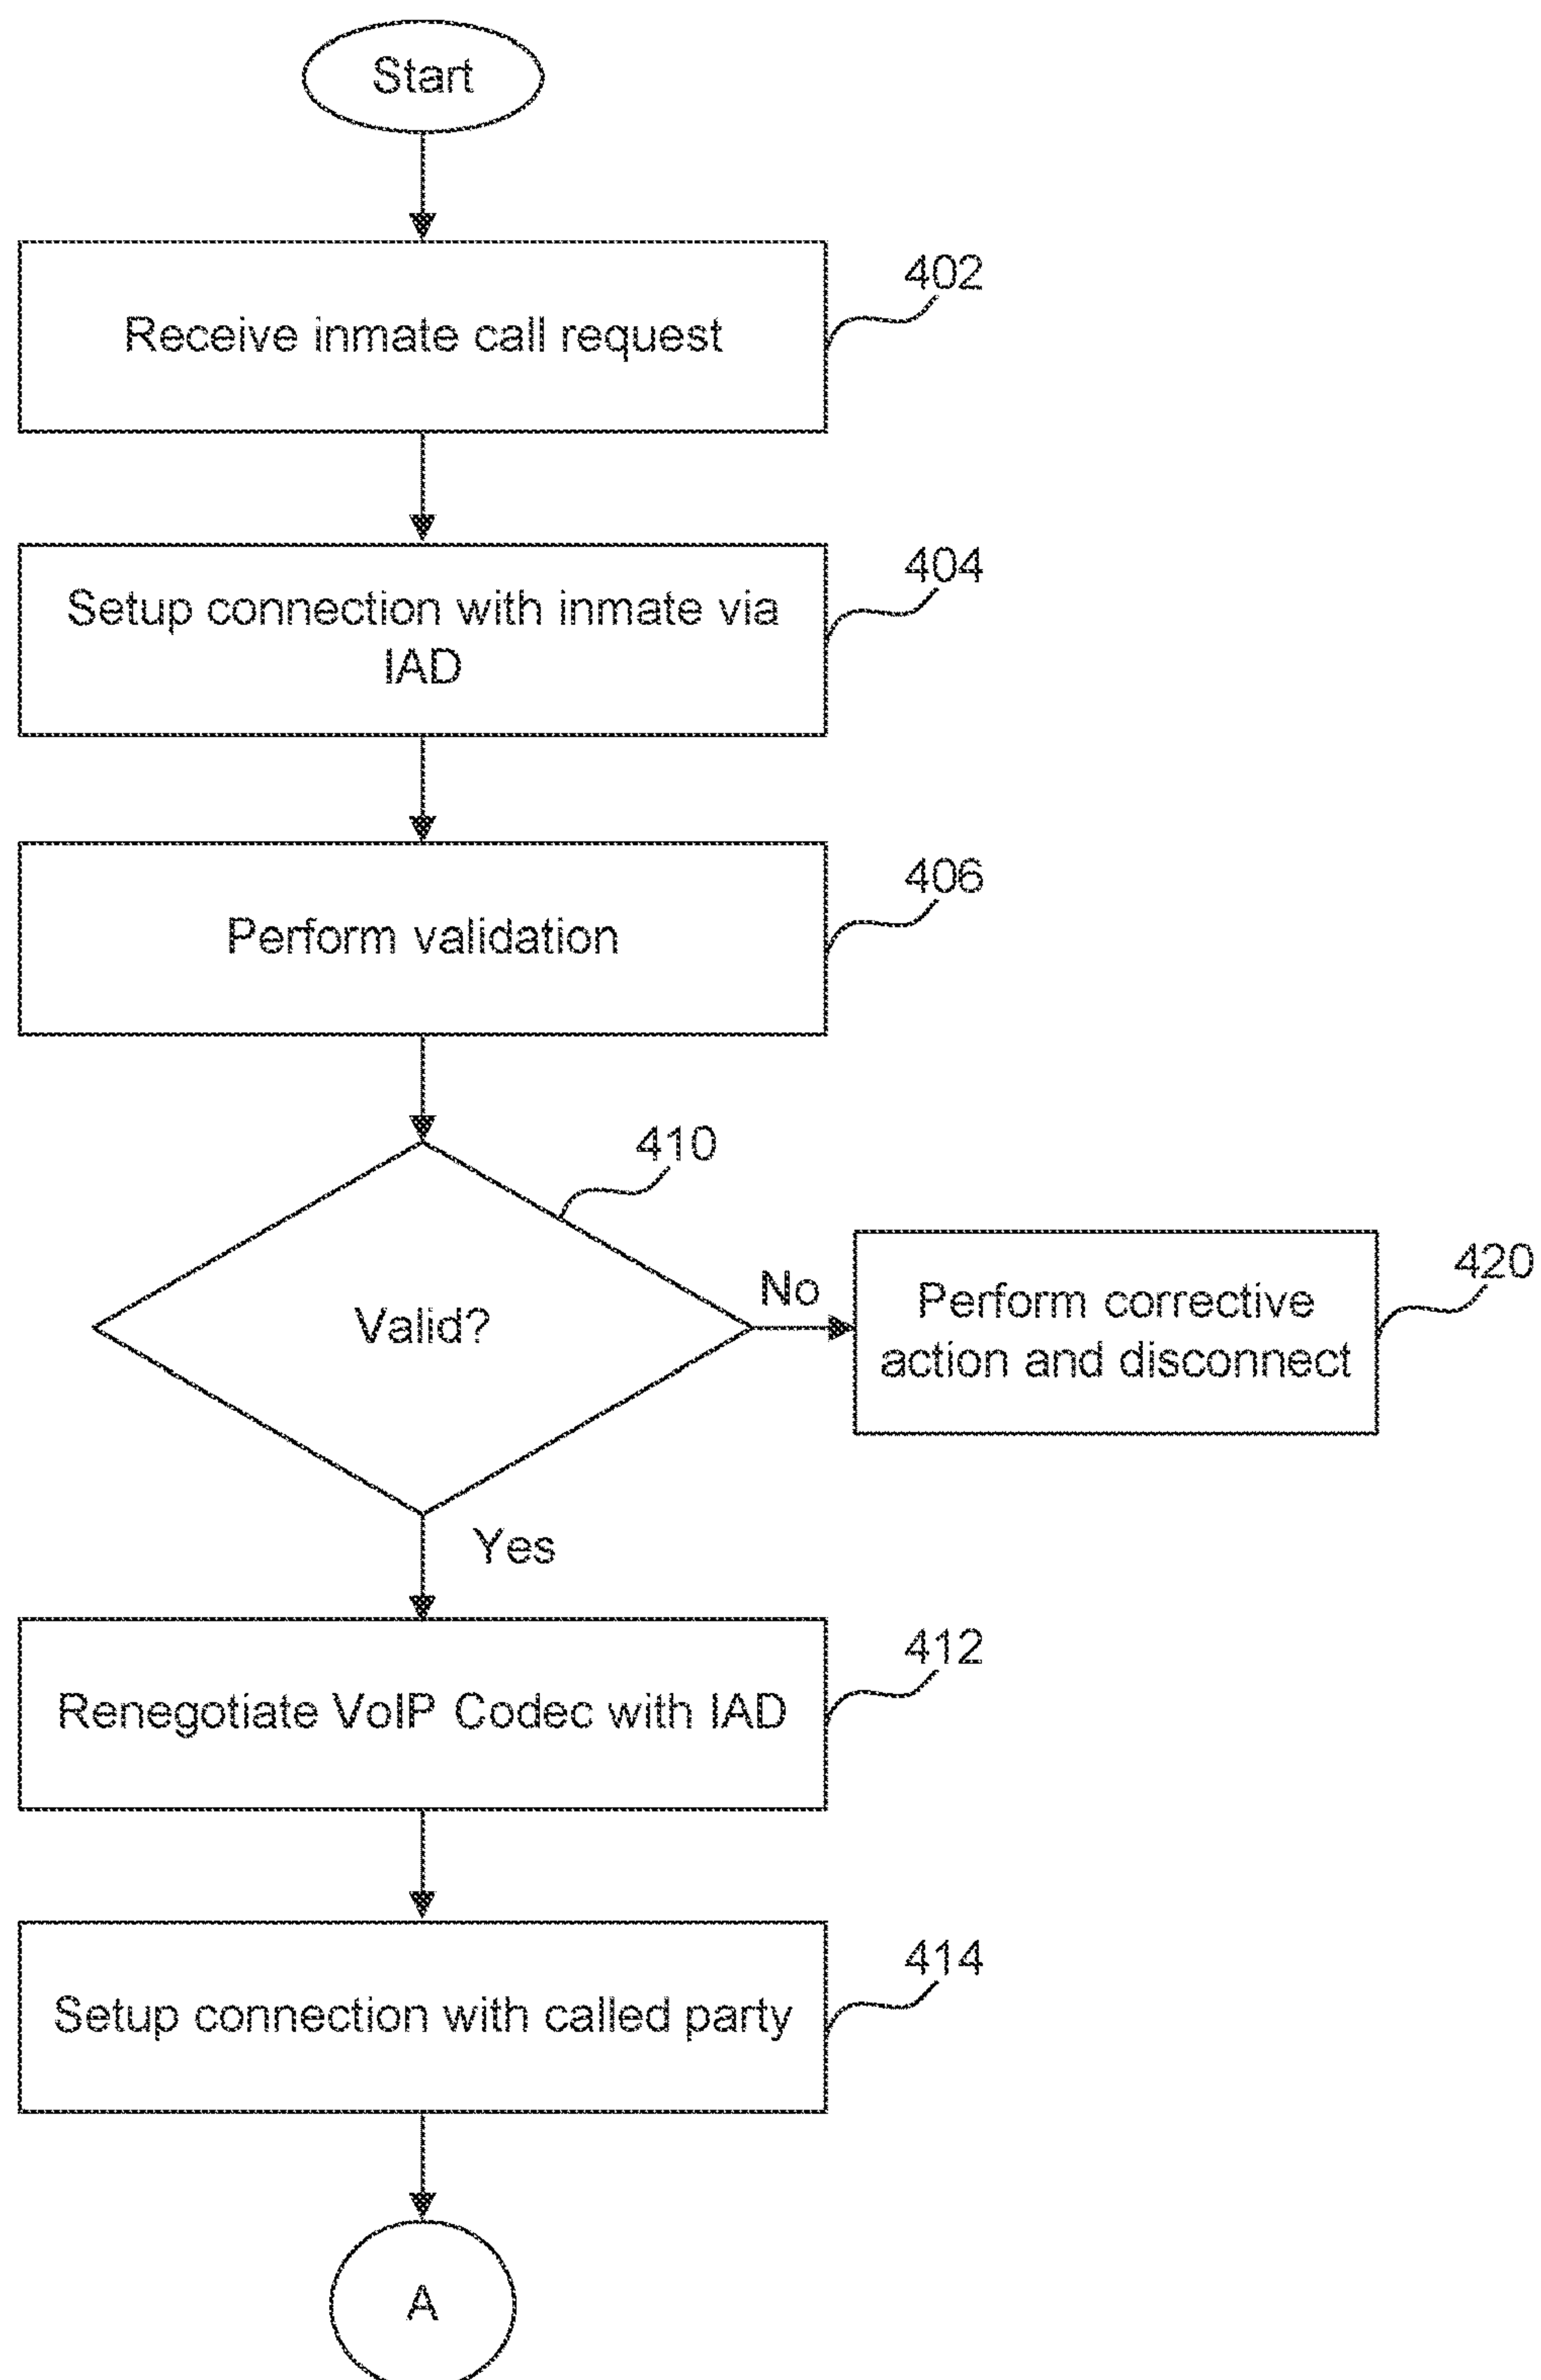 Start
402
Receive inmate call request
404
Setup connection with inmate via
IAD
406
Perform validation
410
Valid?
No
420
Perform corrective
action and disconnect
Yes
412
Renegotiate VoIP Codec with IAD
414
Setup connection with called party
A